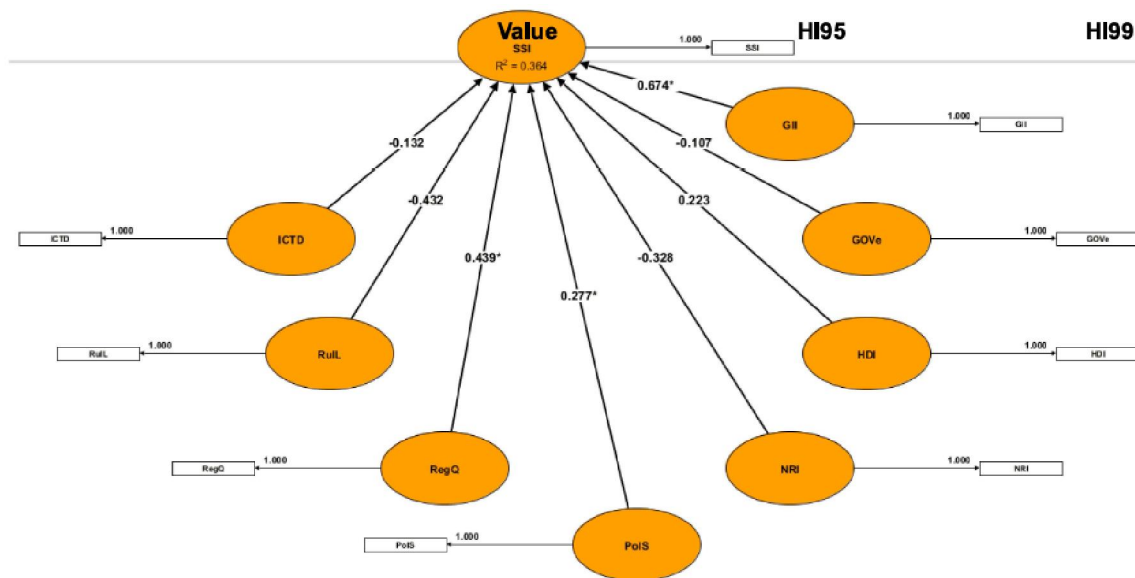 Value
HI95
HI99
SSI
R² = 0.364
1.000
SSI
0.674*
GII
1.000
GII
-0.132
-0.107
-0.432
0.223
ICTD
1.000
ICTD
0.439*
-0.328
GOVe
1.000
GOVe
0.277*
RulL
1.000
RulL
HDI
1.000
HDI
RegQ
1.000
RegQ
NRI
1.000
NRI
PolS
1.000
PolS